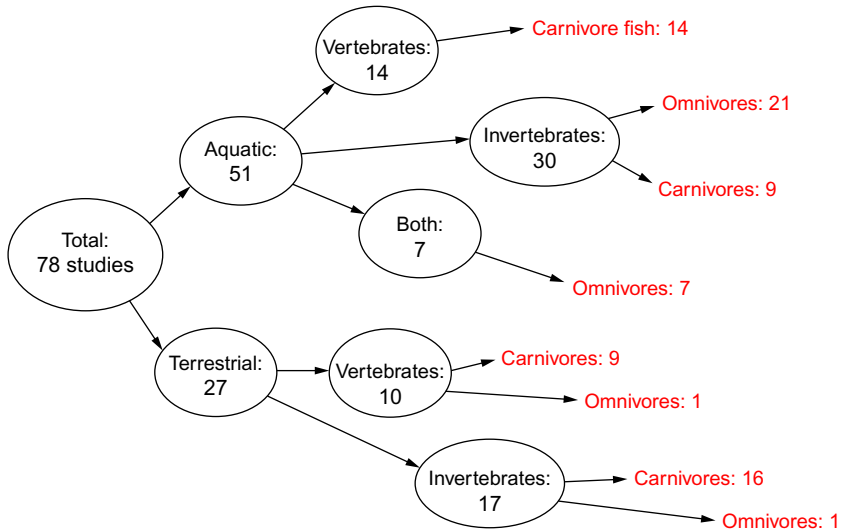 Vertebrates:
14
Carnivore fish: 14
Aquatic:
51
Invertebrates:
30
Omnivores: 21
Carnivores: 9
Both:
7
Omnivores: 7
Total:
78 studies
Terrestrial:
27
Vertebrates:
10
Carnivores: 9
Omnivores: 1
Invertebrates:
17
Carnivores: 16
Omnivores: 1